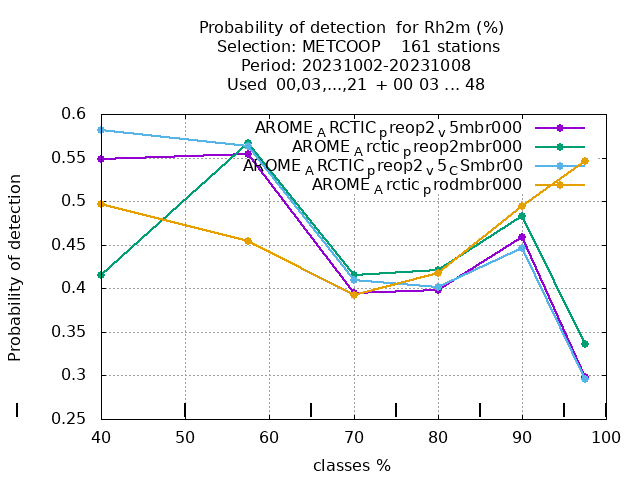 Probability of detection for Rh2m (%)
Selection: METCOOP 161 stations
Period: 20231002-20231008
Used 00,03,...,21 + 00 03 ... 48
AROME_ARCTIC_preop2_v5mbr000
AROME_Arctic_preop2mbr000
AROME_ARCTIC_preop2_v5_CSmbr00
AROME_Arctic_prodmbr000
Probability of detection
0.6
0.55
0.5
0.45
0.4
0.35
0.3
0.25
40 50 60 70 80 90 100
classes %